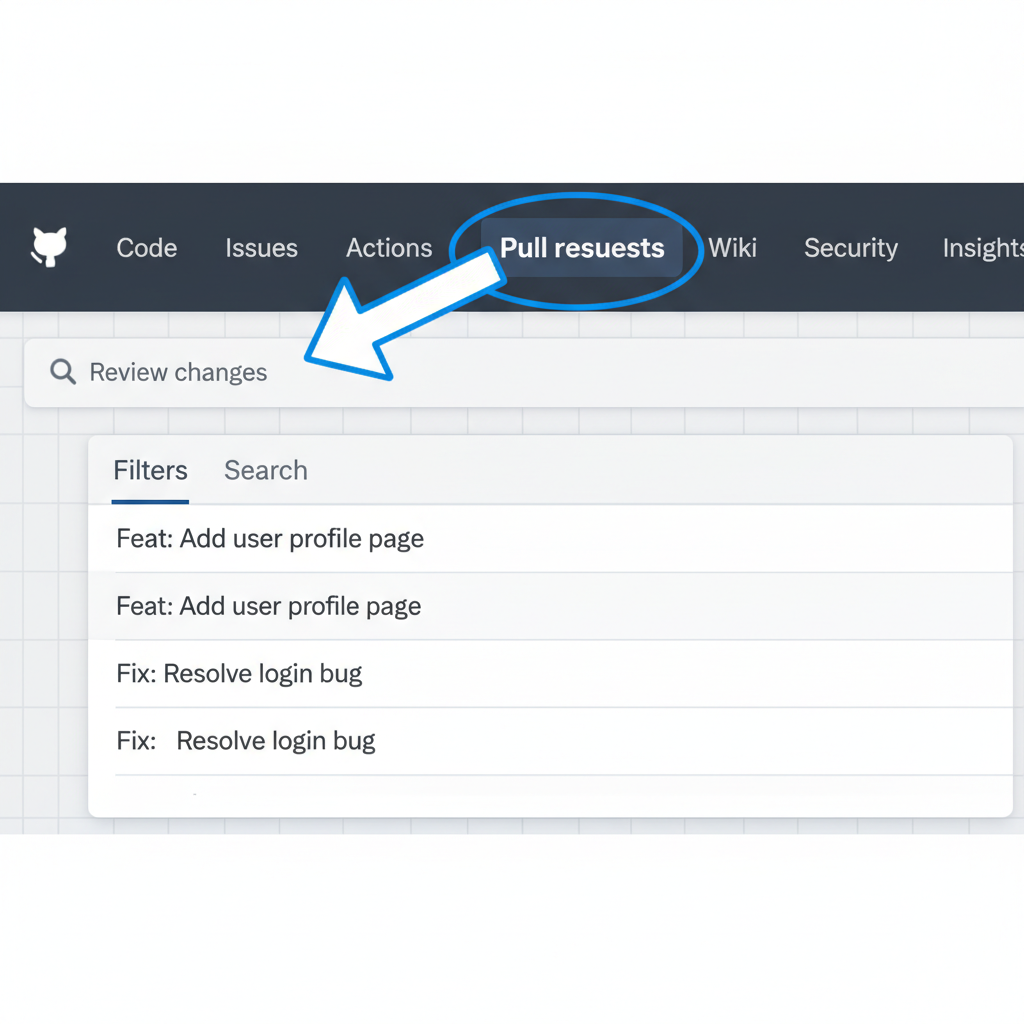 Code Issues Actions Pull resuests Wiki Security Insights
Review changes
Filters Search
Feat: Add user profile page
Feat: Add user profile page
Fix: Resolve login bug
Fix: Resolve login bug